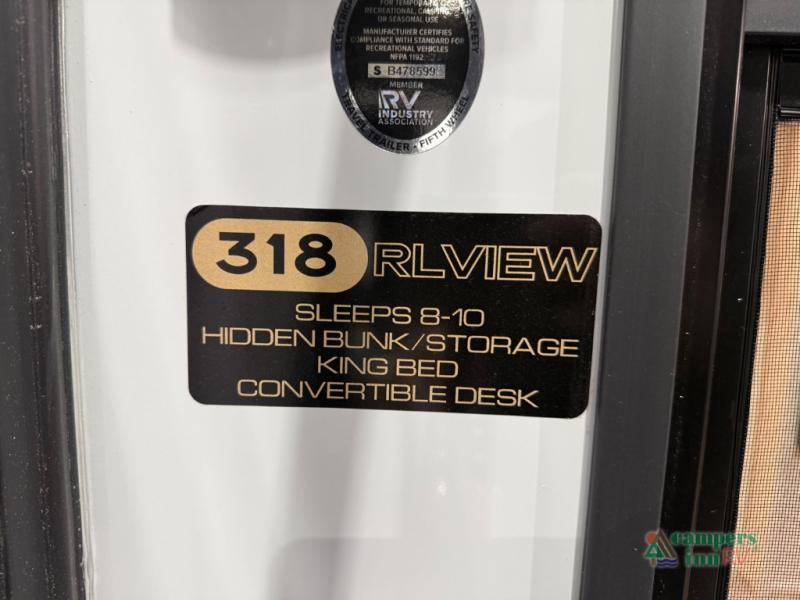 FOR TEMPORARY
RECREATIONAL, CAMPING
OR SEASONAL USE
MANUFACTURER CERTIFIES
COMPLIANCE WITH STANDARD FOR
RECREATIONAL VEHICLES
NFPA 1192
S B478599
MEMBER
RV
INDUSTRY
ASSOCIATION
TRAVEL TRAILER • FIFTH WHEEL
318 RLVIEW
SLEEPS 8-10
HIDDEN BUNK/STORAGE
KING BED
CONVERTIBLE DESK
campers
inn RV